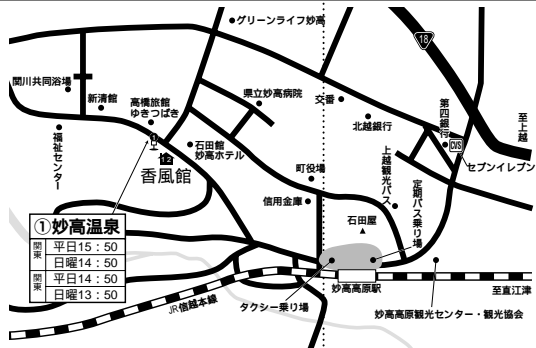 グリーンライフ妙高
18
関川共同浴場
新清館
高橋旅館
ゆきつばき
県立妙高病院
交番
北越銀行
第四銀行
CVS
至上越
セブンイレブン
福祉センター
石田館
妙高ホテル
香風館
町役場
信用金庫
上越観光バス
定期バス乗り場
石田屋
①妙高温泉
関東 平日15：50
日曜14：50
関東 平日14：50
日曜13：50
JR信越本線
タクシー乗り場
妙高高原駅
至直江津
妙高高原観光センター・観光協会